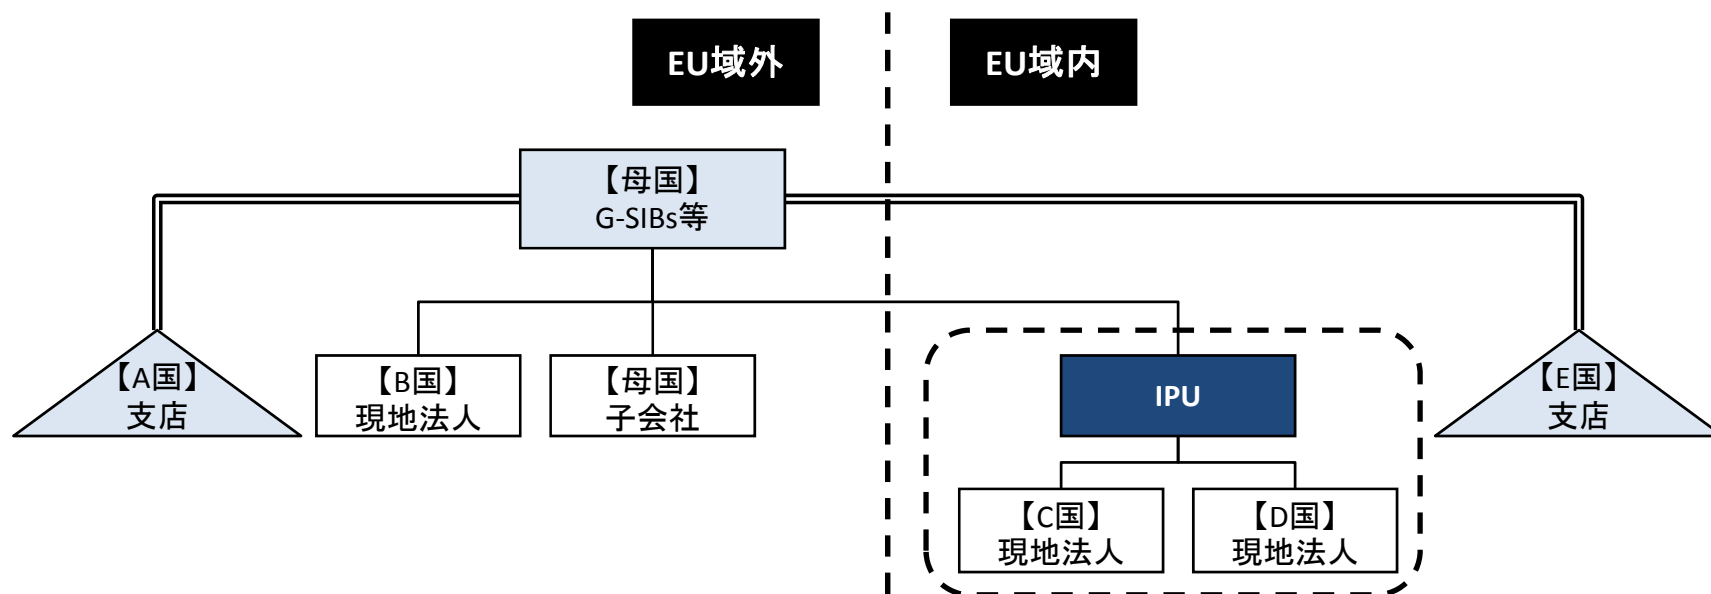 EU域外
EU域内
【母国】
G-SIBs等
【A国】
支店
【B国】
現地法人
【母国】
子会社
IPU
【E国】
支店
【C国】
現地法人
【D国】
現地法人